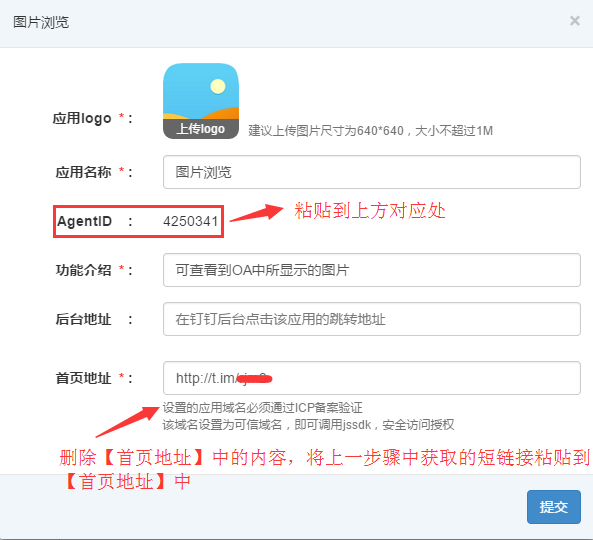 图片浏览 ×
应用logo * :
上传logo
建议上传图片尺寸为640*640，大小不超过1M
应用名称 * : 图片浏览
AgentID : 4250341
粘贴到上方对应处
功能介绍 * : 可查看到OA中所显示的图片
后台地址 : 在钉钉后台点击该应用的跳转地址
首页地址 * : http://t.im/
设置的应用域名必须通过ICP备案验证
该域名设置为可信域名，即可调用jssdk，安全访问授权
删除【首页地址】中的内容，将上一步骤中获取的短链接粘贴到
【首页地址】中
提交